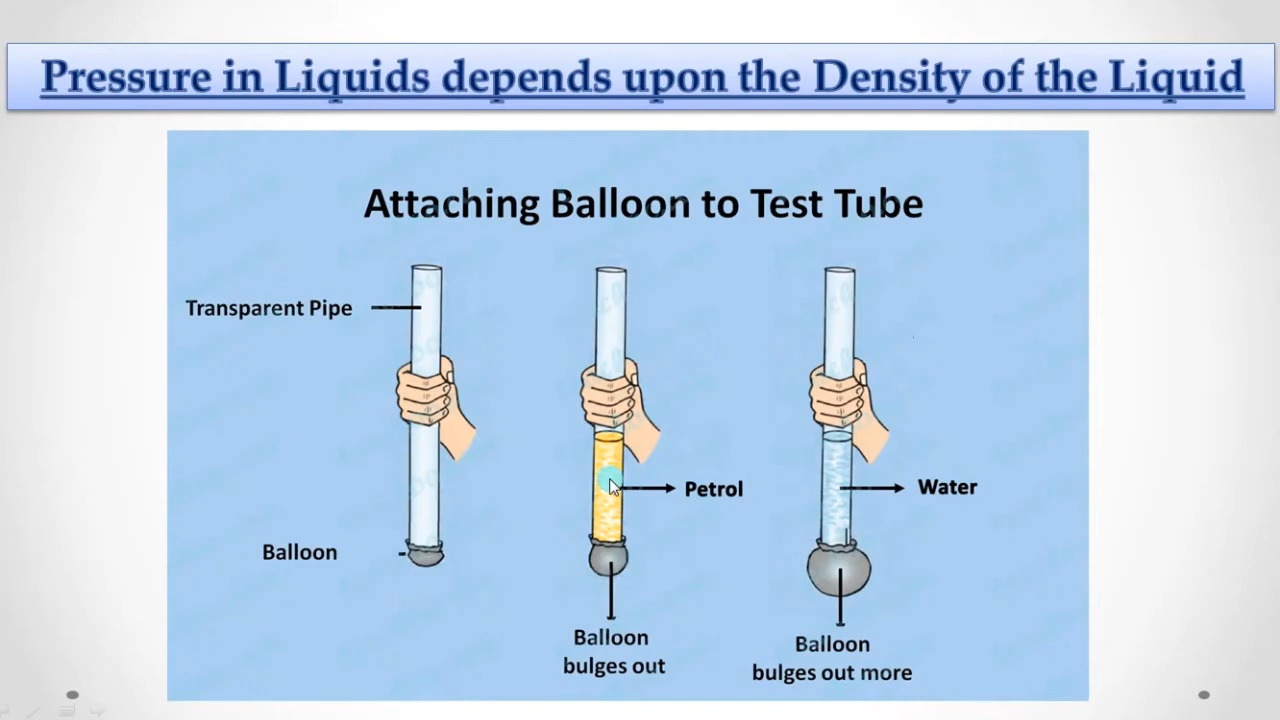 Pressure in Liquids depends upon the Density of the Liquid
Attaching Balloon to Test Tube
Transparent Pipe
Petrol
Water
Balloon
Balloon
bulges out
Balloon
bulges out more